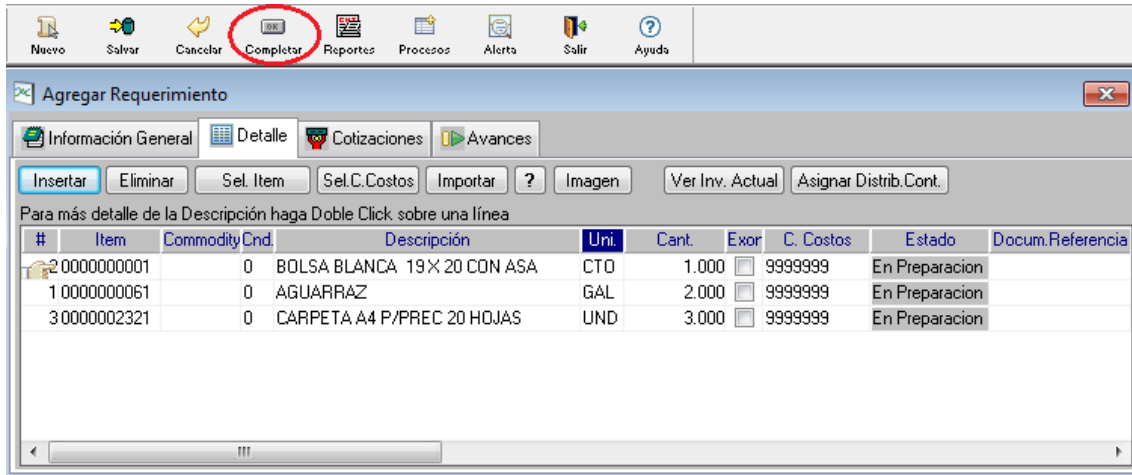 OK
Nuevo Salvar Cancelar Completar Reportes Procesos Alerta Salir Ayuda
Agregar Requerimiento
Información General Detalle Cotizaciones Avances
Insertar Eliminar Sel. Item Sel.C.Costos Importar ? Imagen Ver Inv. Actual Asignar Distrib.Cont.
Para más detalle de la Descripción haga Doble Click sobre una línea
# Item Commodity Cnd. Descripción Uni. Cant. Exor C. Costos Estado Docum.Referencia
2 0000000001 0 BOLSA BLANCA 19 X 20 CON ASA CTO 1.000 9999999 En Preparacion
1 0000000061 0 AGUARRAZ GAL 2.000 9999999 En Preparacion
3 0000002321 0 CARPETA A4 P/PREC 20 HOJAS UND 3.000 9999999 En Preparacion